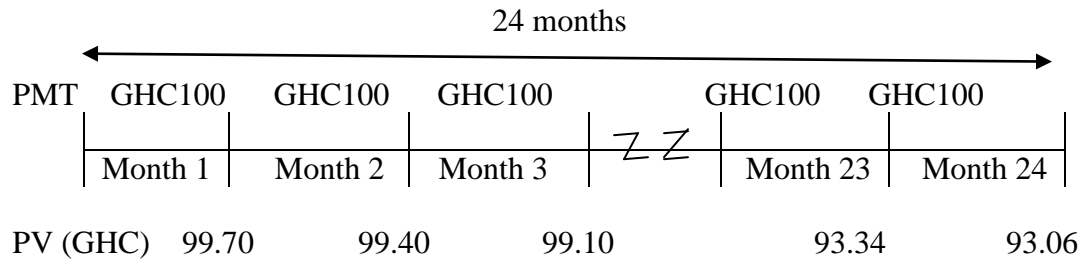 24 months
PMT GHC100 GHC100 GHC100 GHC100 GHC100
Month 1 Month 2 Month 3 Month 23 Month 24
PV (GHC) 99.70 99.40 99.10 93.34 93.06